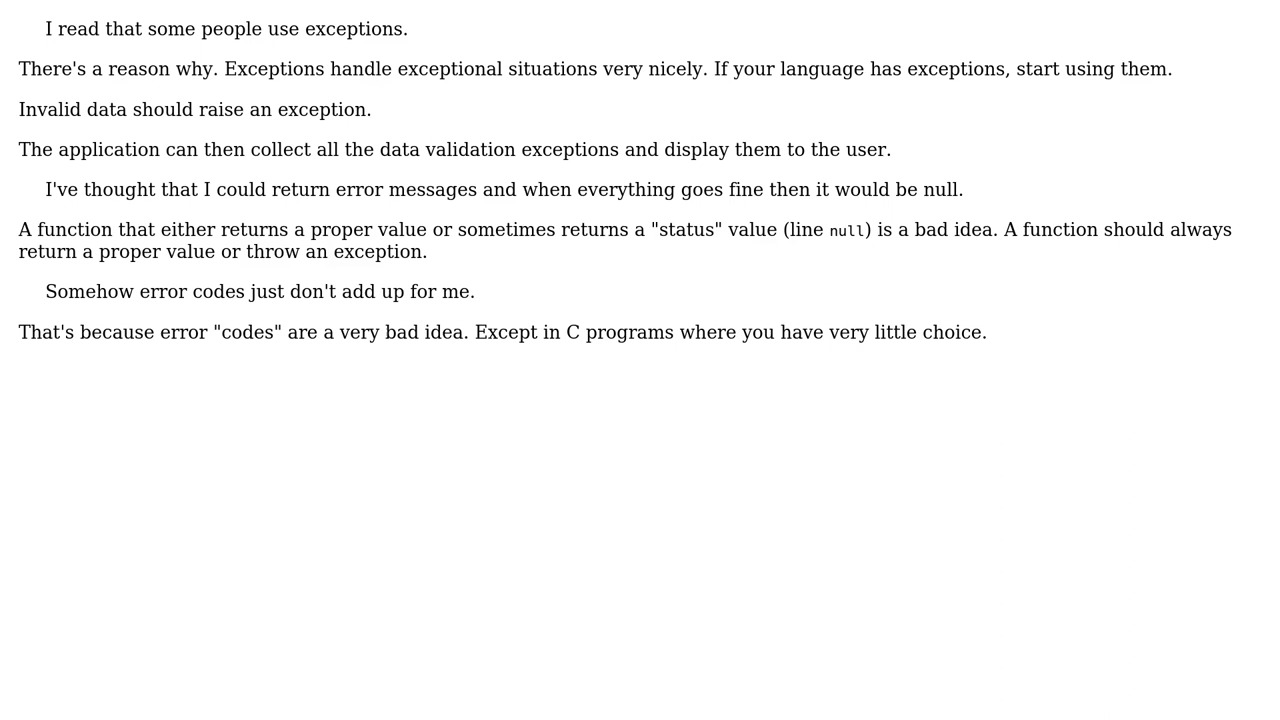 I read that some people use exceptions.
There's a reason why. Exceptions handle exceptional situations very nicely. If your language has exceptions, start using them.
Invalid data should raise an exception.
The application can then collect all the data validation exceptions and display them to the user.
I've thought that I could return error messages and when everything goes fine then it would be null.
A function that either returns a proper value or sometimes returns a "status" value (line null) is a bad idea. A function should always
return a proper value or throw an exception.
Somehow error codes just don't add up for me.
That's because error "codes" are a very bad idea. Except in C programs where you have very little choice.